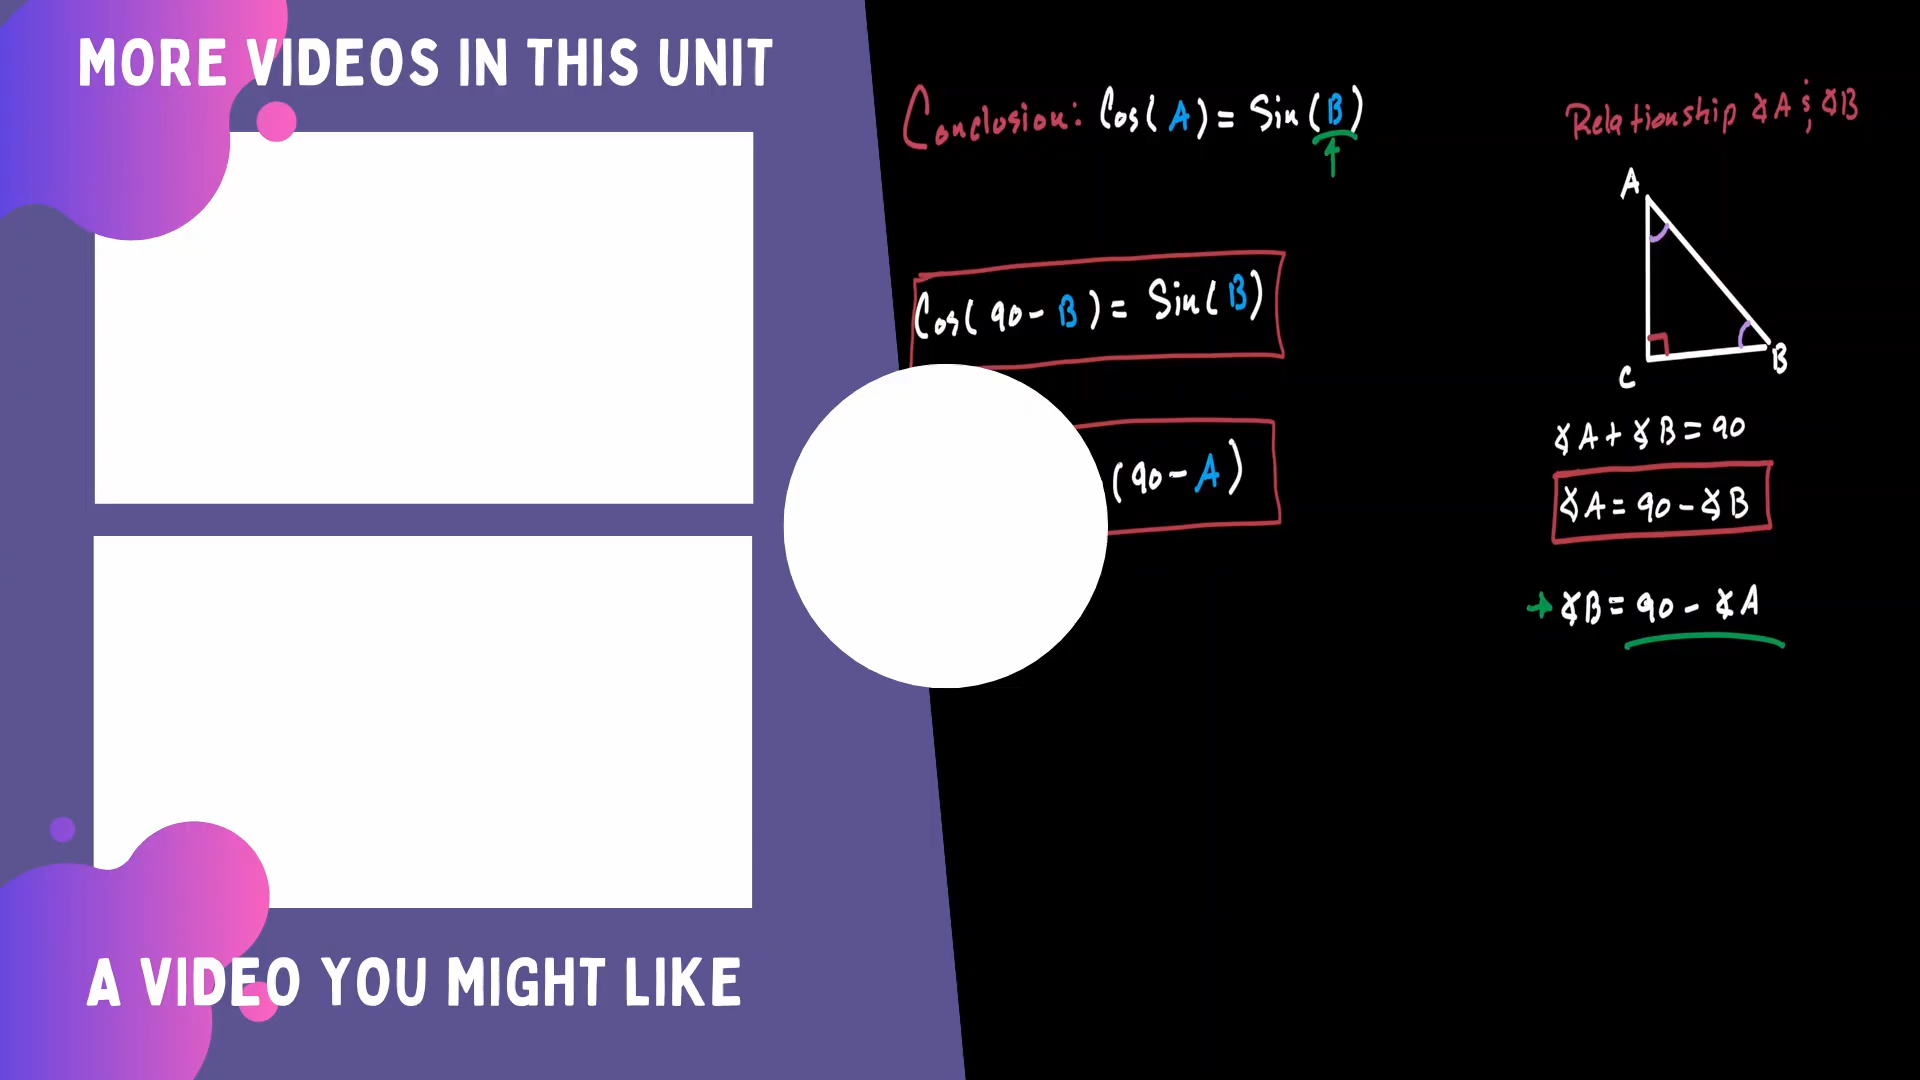 MORE VIDEOS IN THIS UNIT
Conclusion: Cos(A) = Sin(B)
Cos(90-B) = Sin(B)
(90-A)
Relationship ∡A ; ∡B
A
C
B
∡A + ∡B = 90
∡A = 90 - ∡B
∡B = 90 - ∡A
A VIDEO YOU MIGHT LIKE